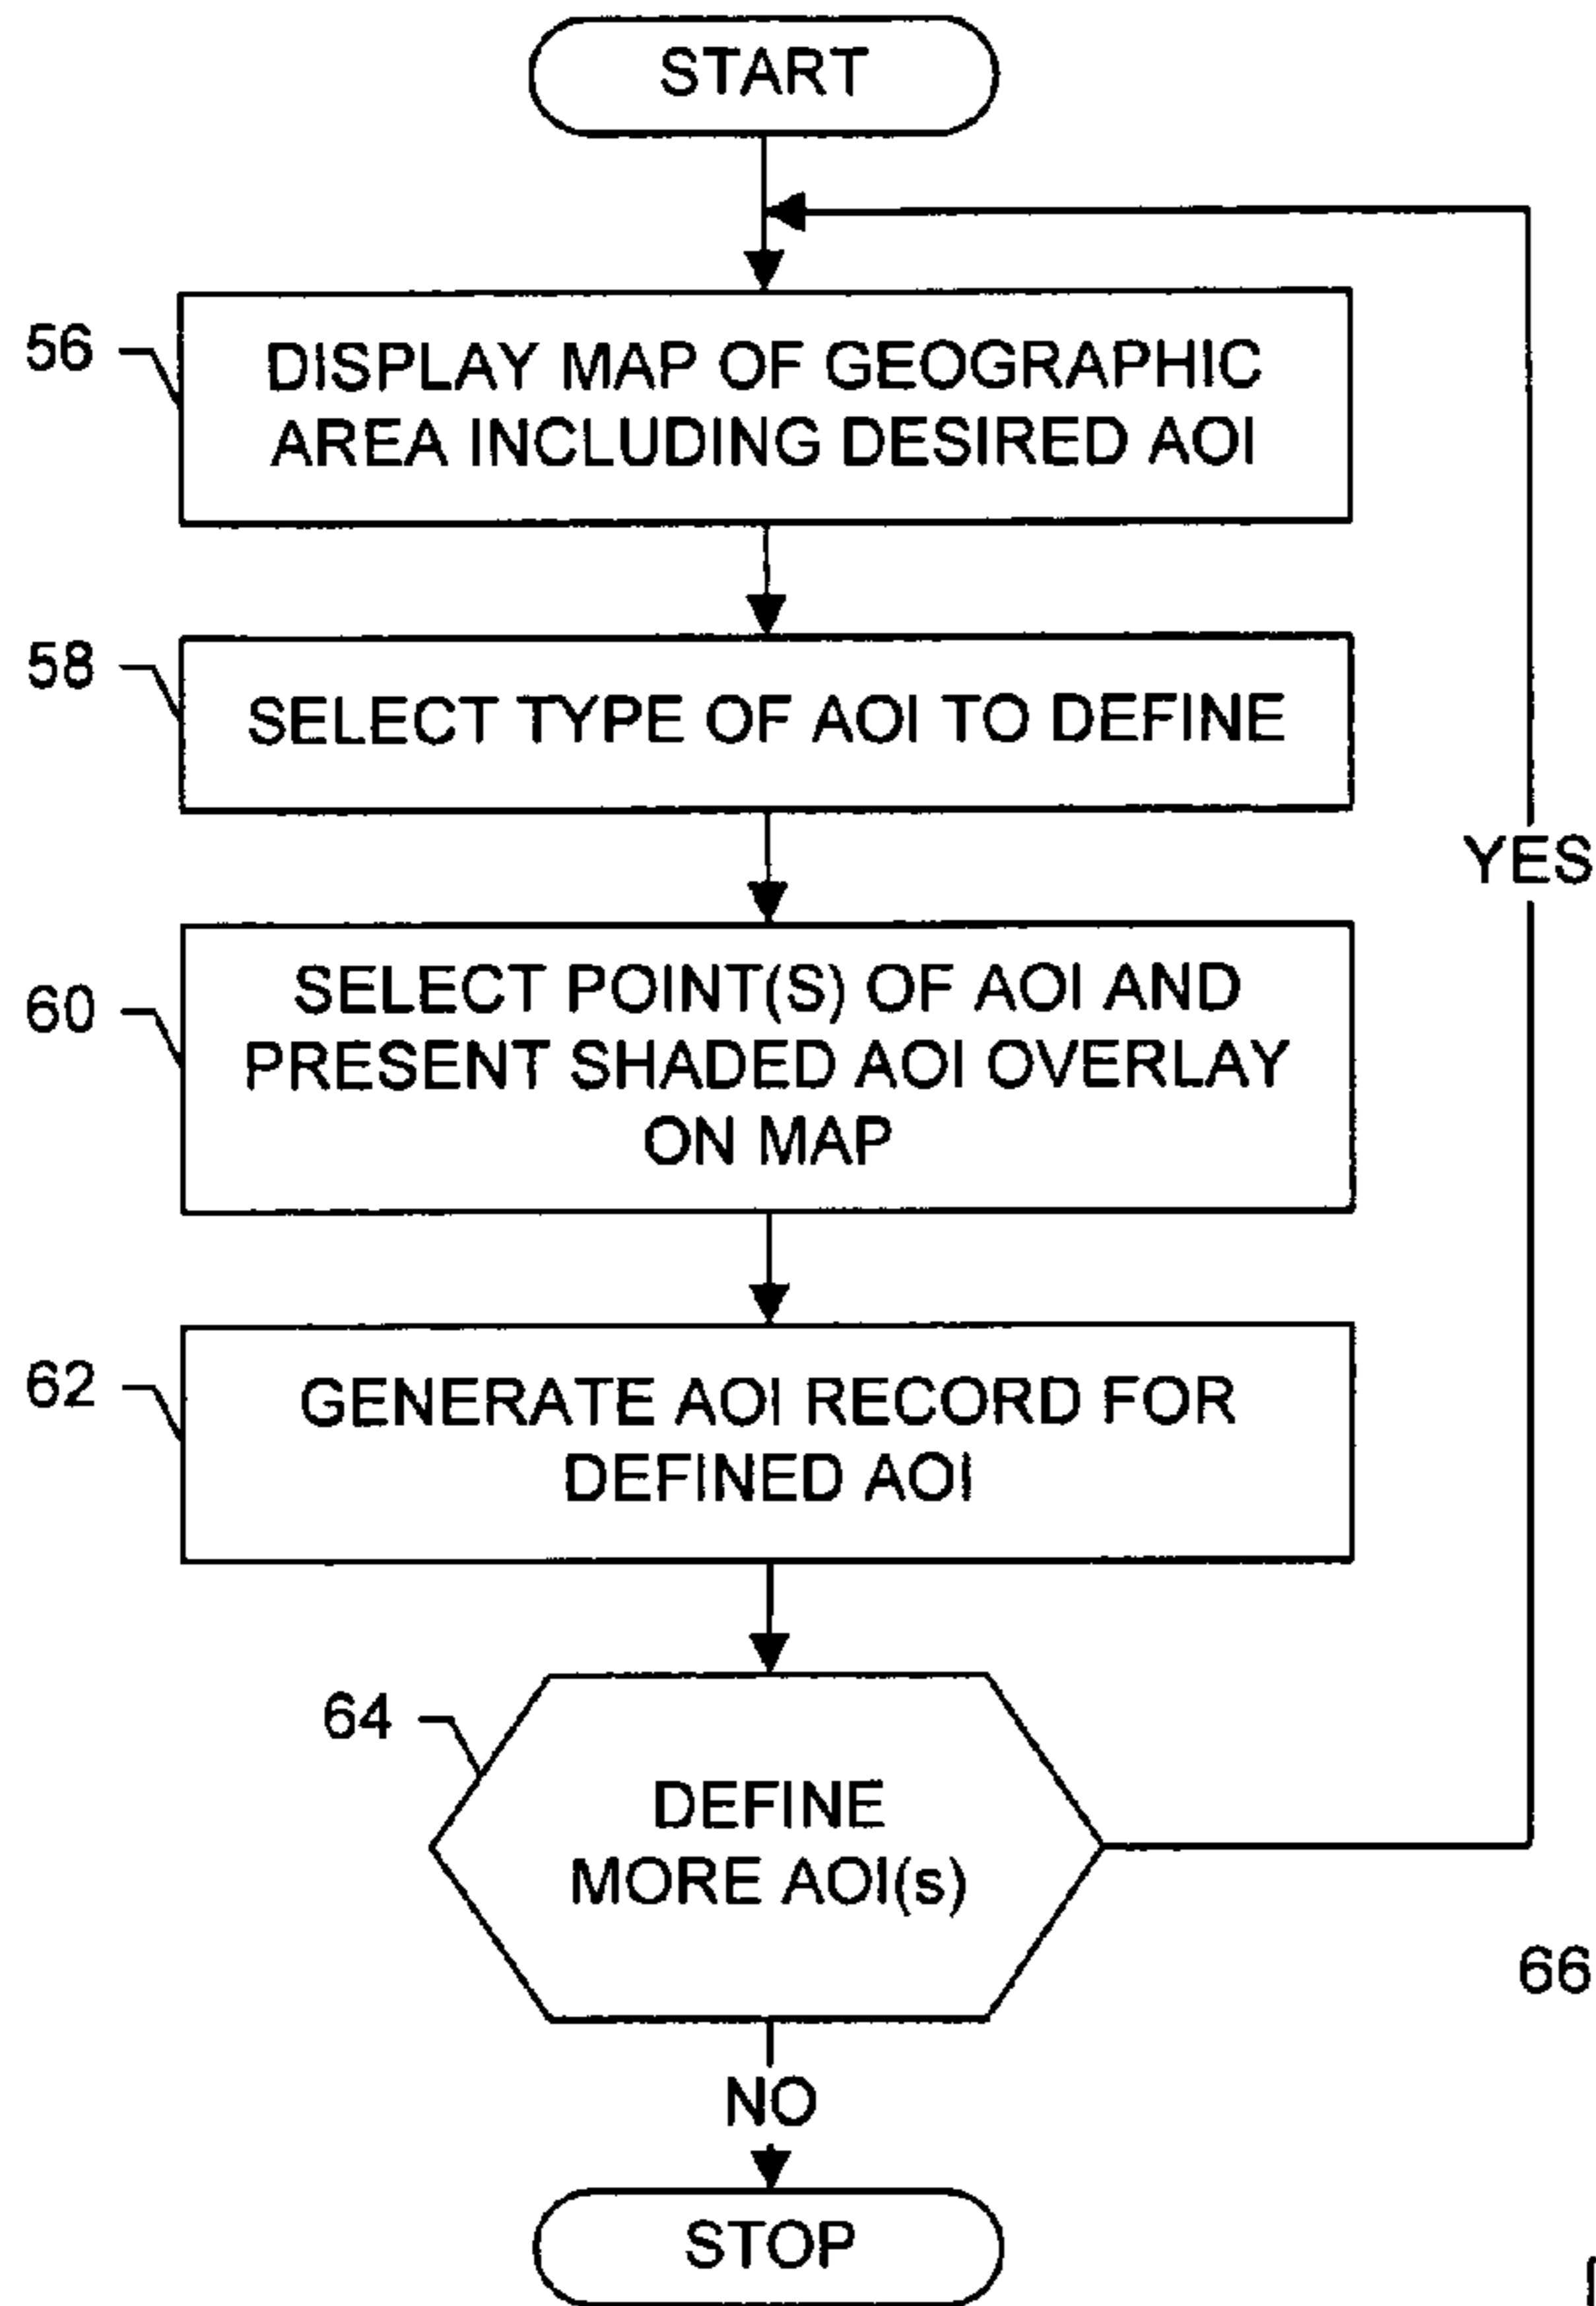 START
56
DISPLAY MAP OF GEOGRAPHIC
AREA INCLUDING DESIRED AOI
58
SELECT TYPE OF AOI TO DEFINE
YES
60
SELECT POINT(S) OF AOI AND
PRESENT SHADED AOI OVERLAY
ON MAP
62
GENERATE AOI RECORD FOR
DEFINED AOI
64
DEFINE
MORE AOI(s)
66
NO
STOP